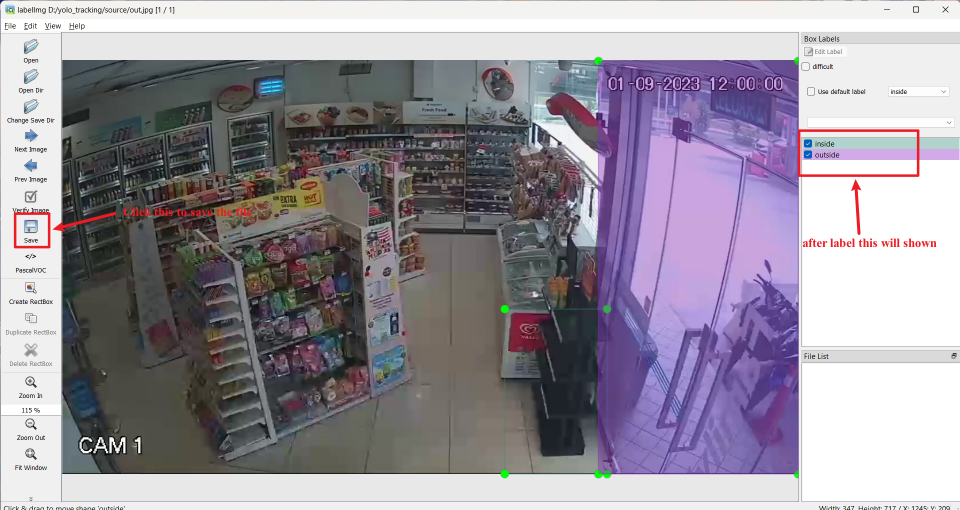 labelImg D:/yolo_tracking/source/out.jpg [1 / 1]
File Edit View Help
Open
Open Dir
Change Save Dir
Next Image
Prev Image
Verify Image
Save
</>
PascalVOC
Create RectBox
Duplicate RectBox
Delete RectBox
Zoom In
115 %
Zoom Out
Fit Window
Click this to save the file
Fresh Food
MAGGI
EXTRA
HOT
01-09-2023 12:00:00
CAM 1
Box Labels
Edit Label
difficult
Use default label
inside
inside
outside
after label this will shown
File List
Click & drag to move shape 'outside'
Width: 347, Height: 717 / X: 1245; Y: 209